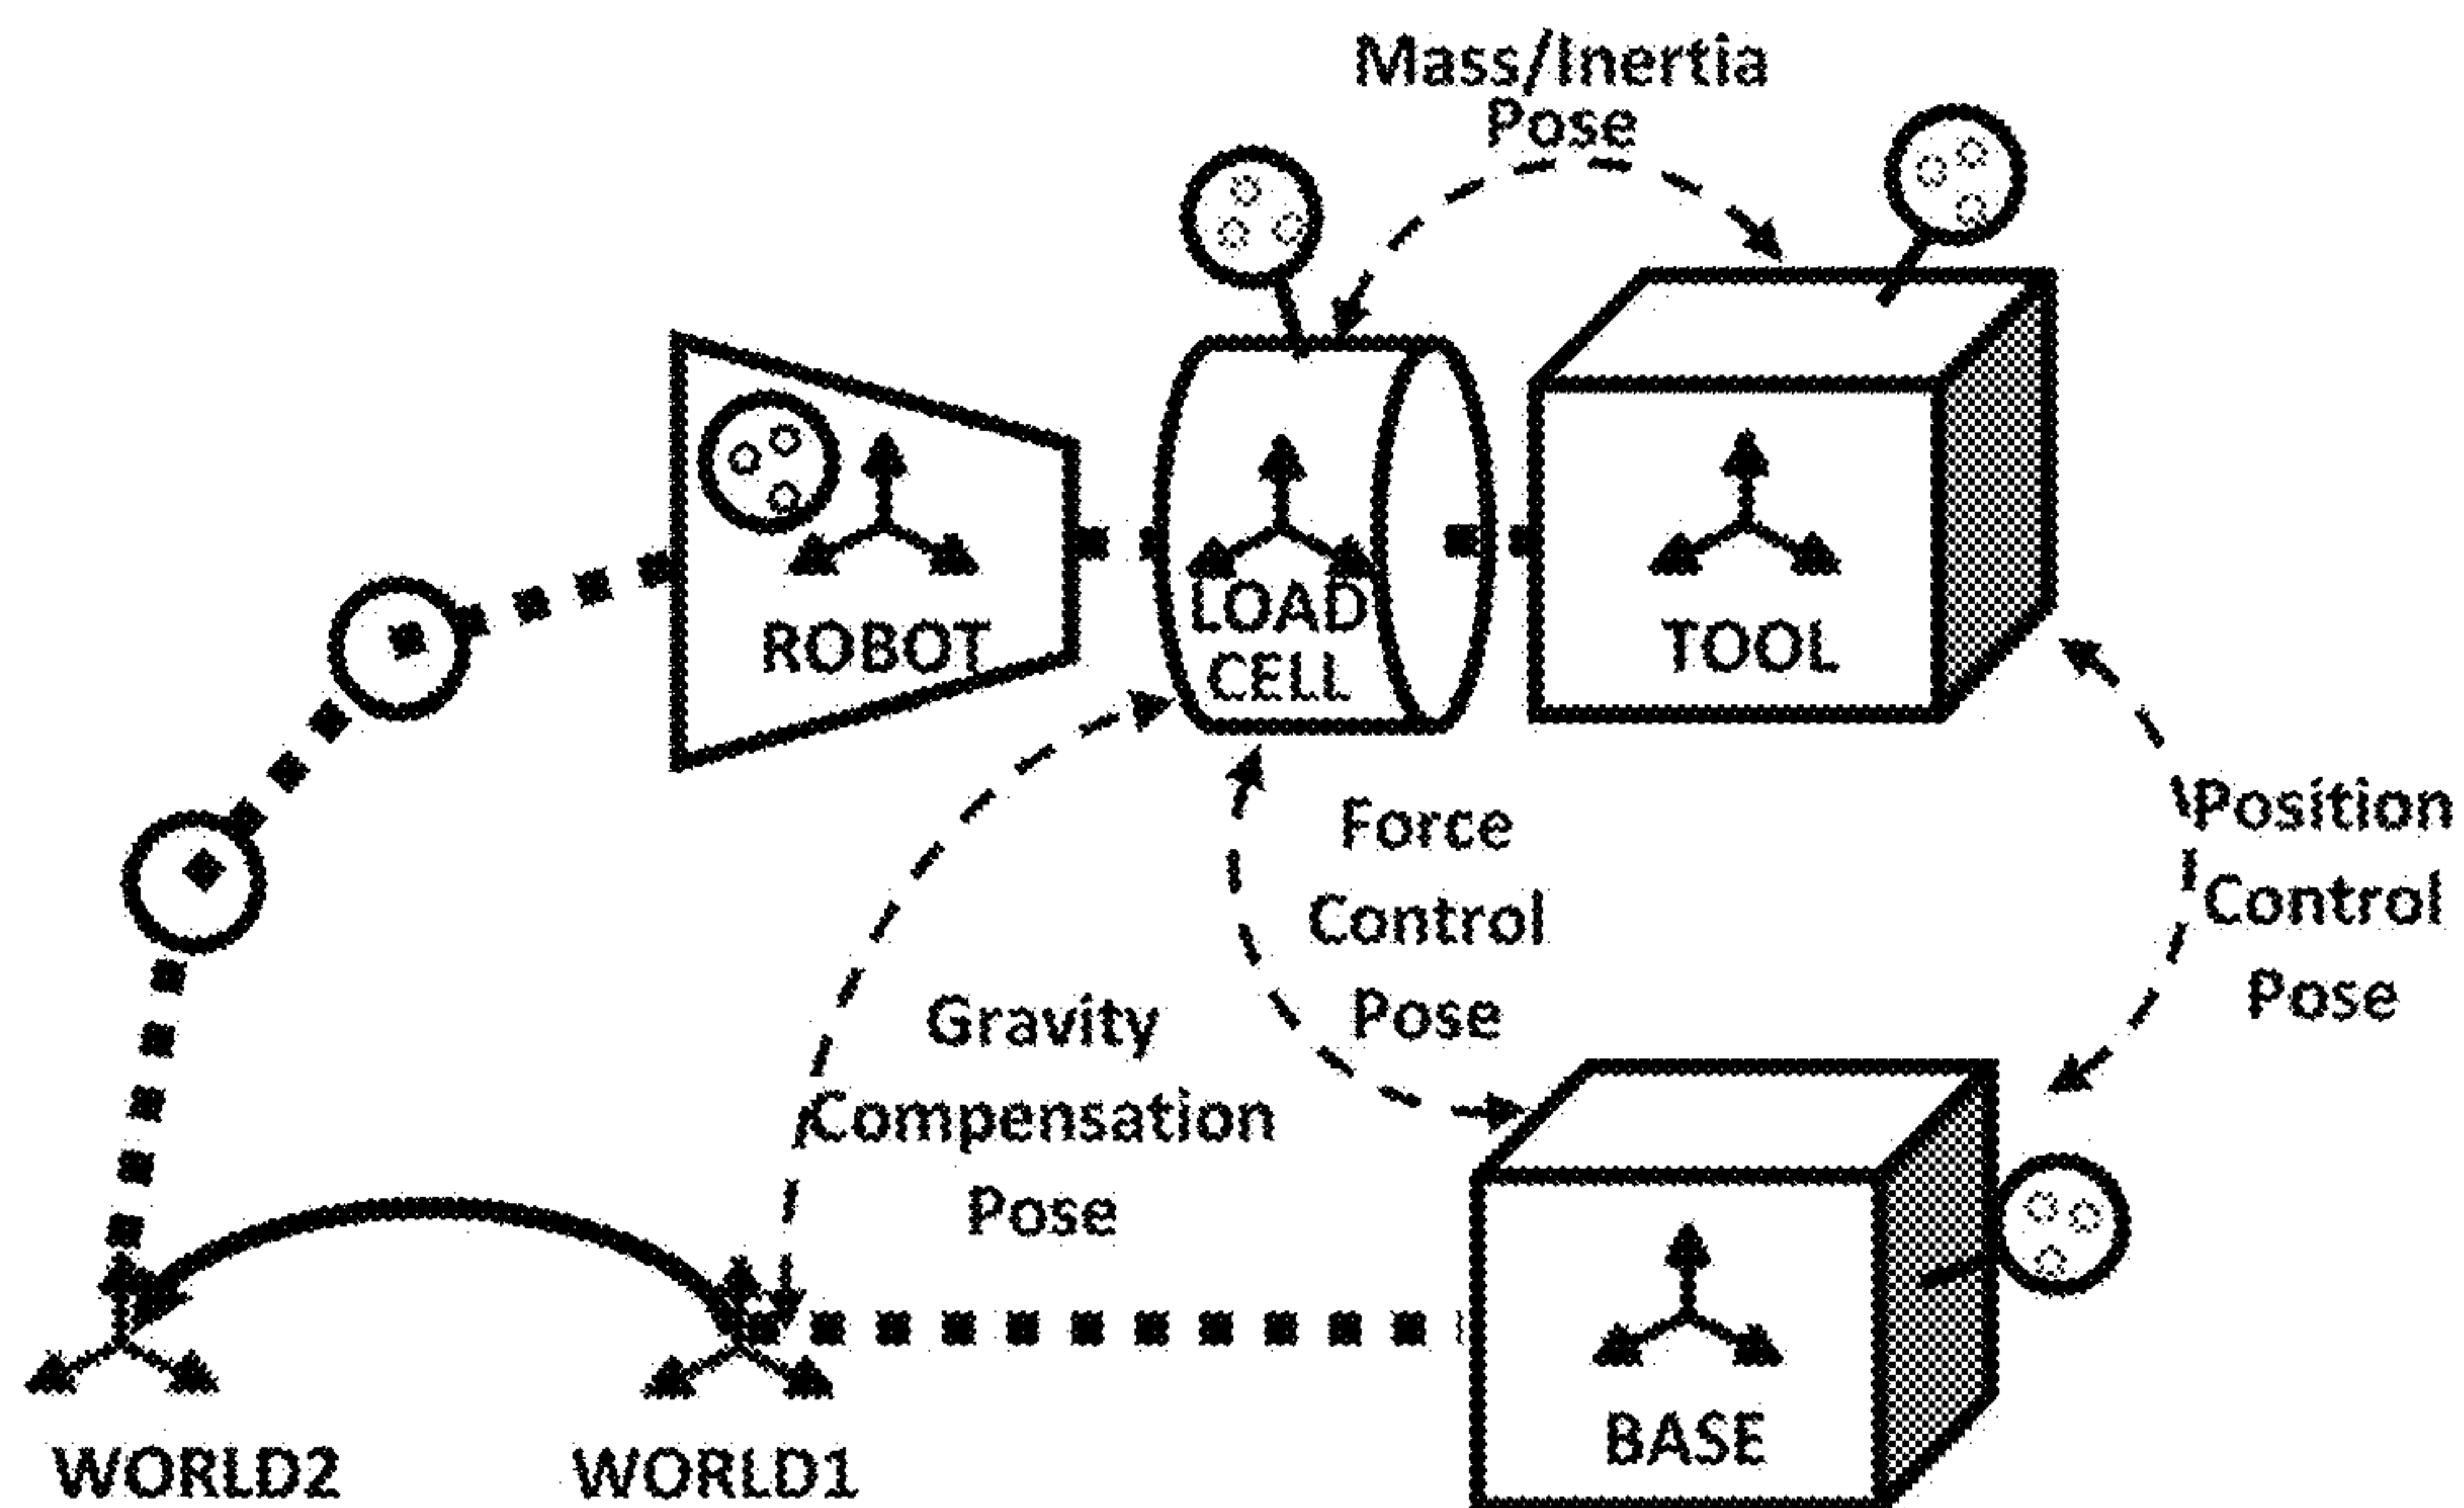 Mass/Inertia
Pose
ROBOT
LOAD
CELL
TOOL
Force
Control
Pose
Position
Control
Pose
Gravity
Compensation
Pose
BASE
WORLD2
WORLD1